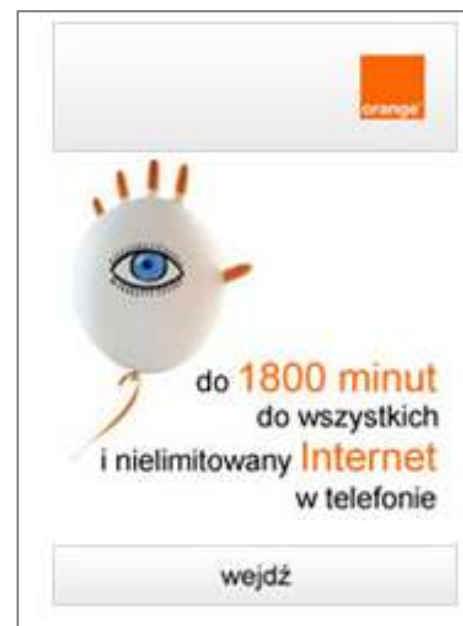 orange
do 1800 minut
do wszystkich
i nielimitowany Internet
w telefonie
wejdź